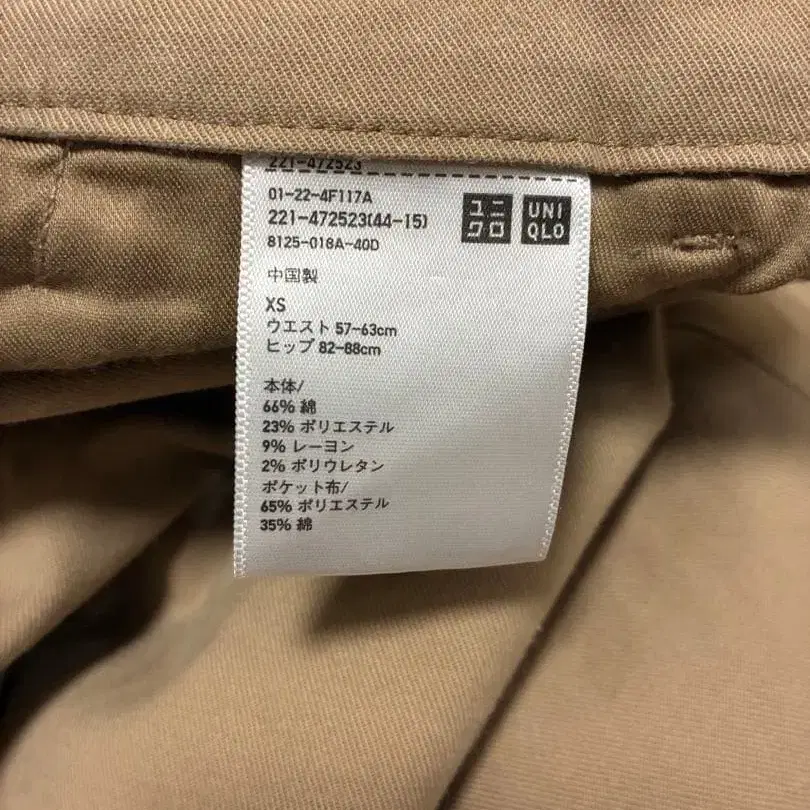 221-472523
01-22-4F117A
221-472523(44-15)
8125-018A-40D
ユニ
クロ
UNI
QLO
中国製
XS
ウエスト 57-63cm
ヒップ 82-88cm
本体/
66% 綿
23% ポリエステル
9% レーヨン
2% ポリウレタン
ポケット布/
65% ポリエステル
35% 綿